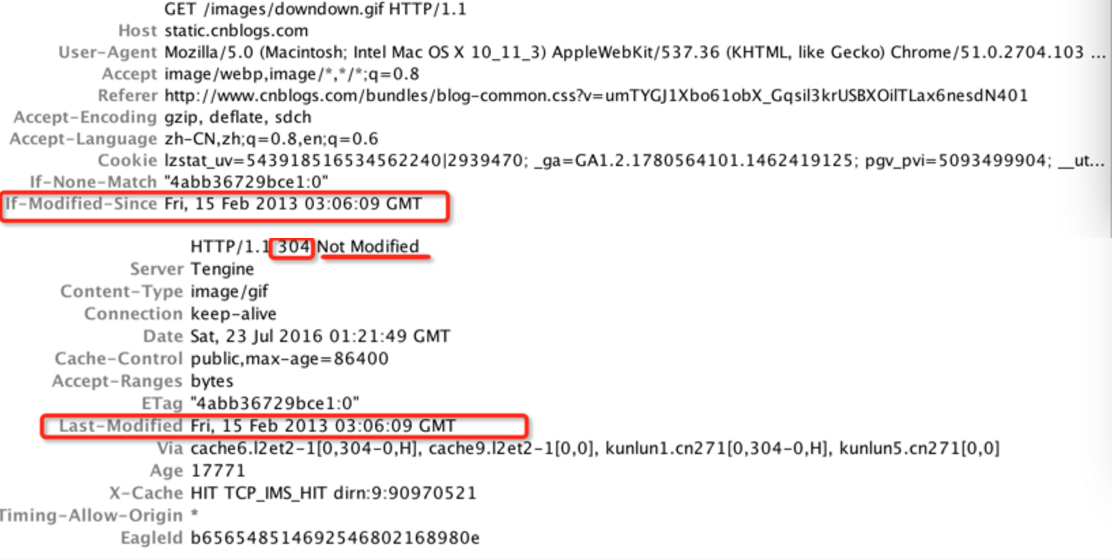 GET /images/downdown.gif HTTP/1.1
Host static.cnblogs.com
User-Agent Mozilla/5.0 (Macintosh; Intel Mac OS X 10_11_3) AppleWebKit/537.36 (KHTML, like Gecko) Chrome/51.0.2704.103 ...
Accept image/webp,image/*,*/*;q=0.8
Referer http://www.cnblogs.com/bundles/blog-common.css?v=umTYGJ1Xbo61obX_Gqsil3krUSBXOilTLax6nesdN401
Accept-Encoding gzip, deflate, sdch
Accept-Language zh-CN,zh;q=0.8,en;q=0.6
Cookie lzstat_uv=543918516534562240|2939470; _ga=GA1.2.1780564101.1462419125; pgv_pvi=5093499904; __ut...
If-None-Match "4abb36729bce1:0"
If-Modified-Since Fri, 15 Feb 2013 03:06:09 GMT
HTTP/1.1 304 Not Modified
Server Tengine
Content-Type image/gif
Connection keep-alive
Date Sat, 23 Jul 2016 01:21:49 GMT
Cache-Control public,max-age=86400
Accept-Ranges bytes
ETag "4abb36729bce1:0"
Last-Modified Fri, 15 Feb 2013 03:06:09 GMT
Via cache6.l2et2-1[0,304-0,H], cache9.l2et2-1[0,0], kunlun1.cn271[0,304-0,H], kunlun5.cn271[0,0]
Age 17771
X-Cache HIT TCP_IMS_HIT dirn:9:90970521
Timing-Allow-Origin *
EagleId b65654851469254680216898​0e